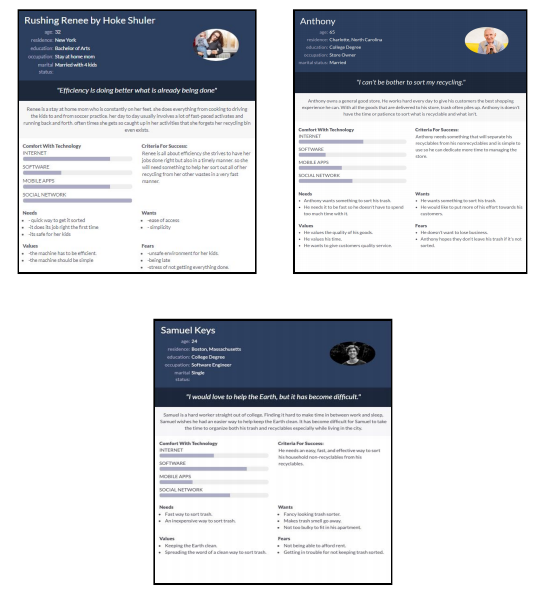 Rushing Renee by Hoke Shuler
age: 32
residence: New York
education: Bachelor of Arts
occupation: Stay at home mom
marital Married with 4 kids
status:
"Efficiency is doing better what is already being done"
Renee is a stay at home mom who is constantly on her feet. she does everything from cooking to driving
the kids to and from soccer practice. Her day to day usually involves a lot of fast-paced activates and
running back and forth. often times she gets so caught up in her activities that she forgets her recycling bin
even exists.
Comfort With Technology
INTERNET
SOFTWARE
MOBILE APPS
SOCIAL NETWORK
Criteria For Success:
Renee is all about efficiency she strives to have her
jobs done right but also in a timely manner. so she
will need something to help her sort out all of her
recycling from her other wastes in a very fast
manner.
Needs
- quick way to get it sorted
-it does its job right the first time
-Its safe for her kids
Wants
-ease of access
- simplicity
Values
-the machine has to be efficient
-the machine should be simple
Fears
-unsafe environment for her kids.
-being late
-stress of not getting everything done
Anthony
age: 65
residence: Charlotte, North Carolina
education: College Degree
occupation: Store Owner
marital status: Married
"I can't be bother to sort my recycling."
Anthony owns a general good store. He works hard every day to give his customers the best shopping
experience he can. With all the goods that are delivered to his store, trash often piles up. Anthony doesn't
have the time or patience to sort what is recyclable and what isn't.
Comfort With Technology
INTERNET
SOFTWARE
MOBILE APPS
SOCIAL NETWORK
Criteria For Success:
Anthony needs something that will separate his
recyclables from his nonrecyclables and is simple to
use so he can dedicate more time to managing the
store.
Needs
Anthony wants something to sort his trash.
He needs it to be fast so he doesn't have to spend
too much time with it.
Wants
He wants something to sort his trash.
He would like to put more of his effort towards his
customers.
Values
He values the quality of his goods.
He values his time.
He wants to give customers quality service.
Fears
He doesn't want to lose business.
Anthony hopes they don't leave his trash if it's not
sorted.
Samuel Keys
age: 24
residence: Boston, Massachusetts
education: College Degree
occupation: Software Engineer
marital Single
status:
"I would love to help the Earth, but it has become difficult."
Samuel is a hard worker straight out of college. Finding it hard to make time in between work and sleep.
Samuel wishes he had an easier way to help keep the Earth clean. It has become difficult for Samuel to take
the time to organize both his trash and recyclables especially while living in the city.
Comfort With Technology
INTERNET
SOFTWARE
MOBILE APPS
SOCIAL NETWORK
Criteria For Success:
He needs an easy, fast, and effective way to sort
his household non-recyclables from his
recyclables.
Needs
Fast way to sort trash.
An inexpensive way to sort trash.
Wants
Fancy looking trash sorter.
Makes trash smell go away.
Not too bulky to fit in his apartment.
Values
Keeping the Earth clean.
Spreading the word of a clean way to sort trash.
Fears
Not being able to afford rent.
Getting in trouble for not keeping trash sorted.